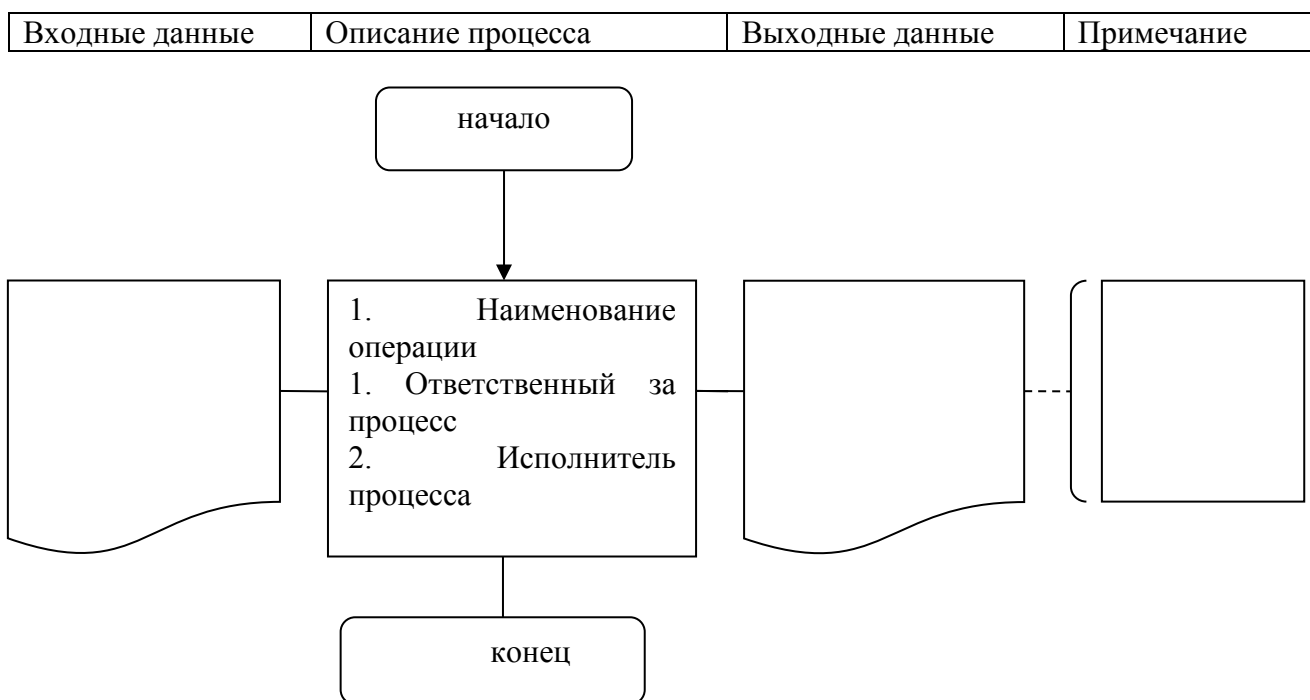 Входные данные Описание процесса Выходные данные Примечание
начало
1. Наименование
операции
1. Ответственный за
процесс
2. Исполнитель
процесса
конец